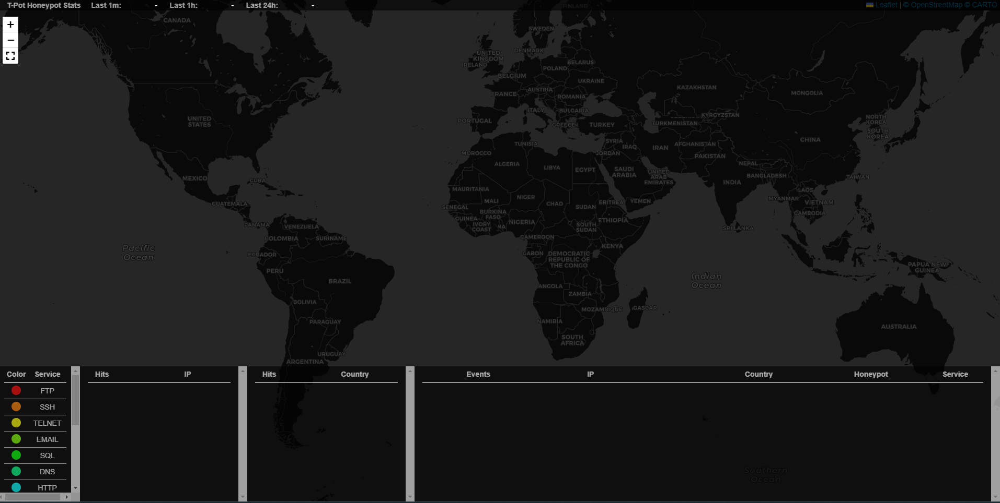 T-Pot Honeypot Stats Last 1m: - Last 1h: - Last 24h: -
Leaflet | © OpenStreetMap © CARTO
+
−
FINLAND
CANADA
SWEDEN
DENMARK
UNITED
KINGDOM
IRELAND
BELARUS
POLAND
BELGIUM
UKRAINE
KAZAKHSTAN
AUSTRIA
FRANCE
MONGOLIA
ROMANIA
ITALY
BULGARIA
KYRGYZSTAN
UNITED
STATES
PORTUGAL
GREECE
TURKEY
TURKMENISTAN
NORTH
KOREA
SOUTH
KOREA
SYRIA
CHINA
TUNISIA
IRAQ
IRAN
AFGHANISTAN
MOROCCO
JORDAN
PAKISTAN
ALGERIA
LIBYA
EGYPT
SAUDI
ARABIA
NEPAL
UNITED
ARAB
EMIRATES
BANGLADESH
TAIWAN
MEXICO
CUBA
INDIA
MAURITANIA
LAOS
MYANMAR
VIETNAM
GUATEMALA
MALI
NIGER
CHAD
SUDAN
ERITREA
YEMEN
SENEGAL
BURKINA
FASO
CAMBODIA
GUINEA
IVORY
COAST
NA
NIGERIA
SOUTH
SUDAN
ETHIOPIA
PANAMA
VENEZUELA
SRI LANKA
COLOMBIA
SURINAME
CAMEROON
KENYA
Pacific
Ocean
ECUADOR
GABON
DEMOCRATIC
REPUBLIC OF
THE CONGO
PERU
PAPUA NEW
GUINEA
BRAZIL
Indian
Ocean
ANGOLA
ZAMBIA
BOLIVIA
MOZAMBIQUE
GASCAR
PARAGUAY
NAMIBIA
AUSTRALIA
SOUTH
AFRICA
URUGUAY
ARGENTINA
Color Service
FTP
SSH
TELNET
EMAIL
SQL
DNS
HTTP
Hits IP
Hits Country
Events IP Country Honeypot Service
Southern
Ocean